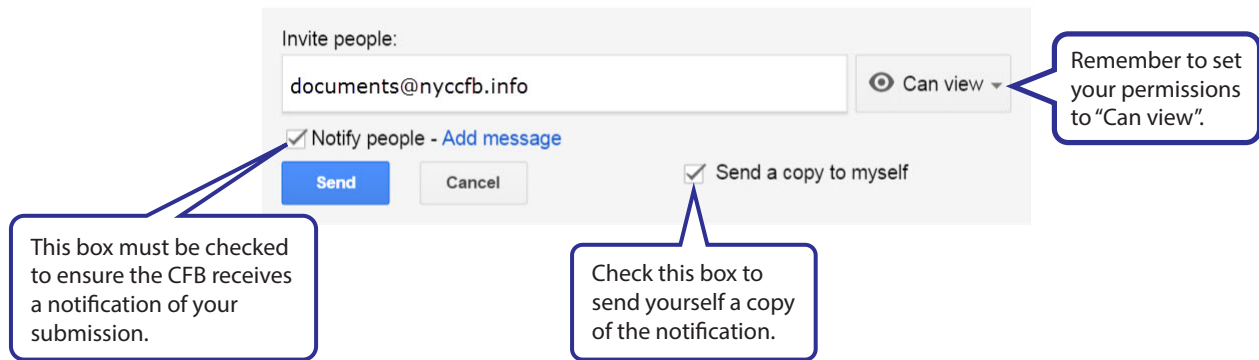 Invite people:
documents@nyccfb.info
Can view
Remember to set
your permissions
to “Can view”.
Notify people - Add message
Send
Cancel
Send a copy to myself
This box must be checked
to ensure the CFB receives
a notification of your
submission.
Check this box to
send yourself a copy
of the notification.